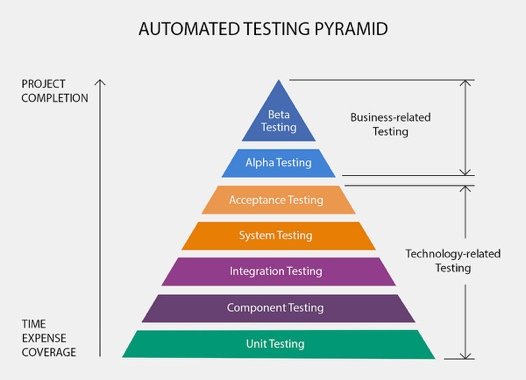 AUTOMATED TESTING PYRAMID
PROJECT
COMPLETION
Beta
Testing
Business-related
Testing
Alpha Testing
Acceptance Testing
System Testing
Technology-related
Testing
Integration Testing
Component Testing
TIME
EXPENSE
COVERAGE
Unit Testing